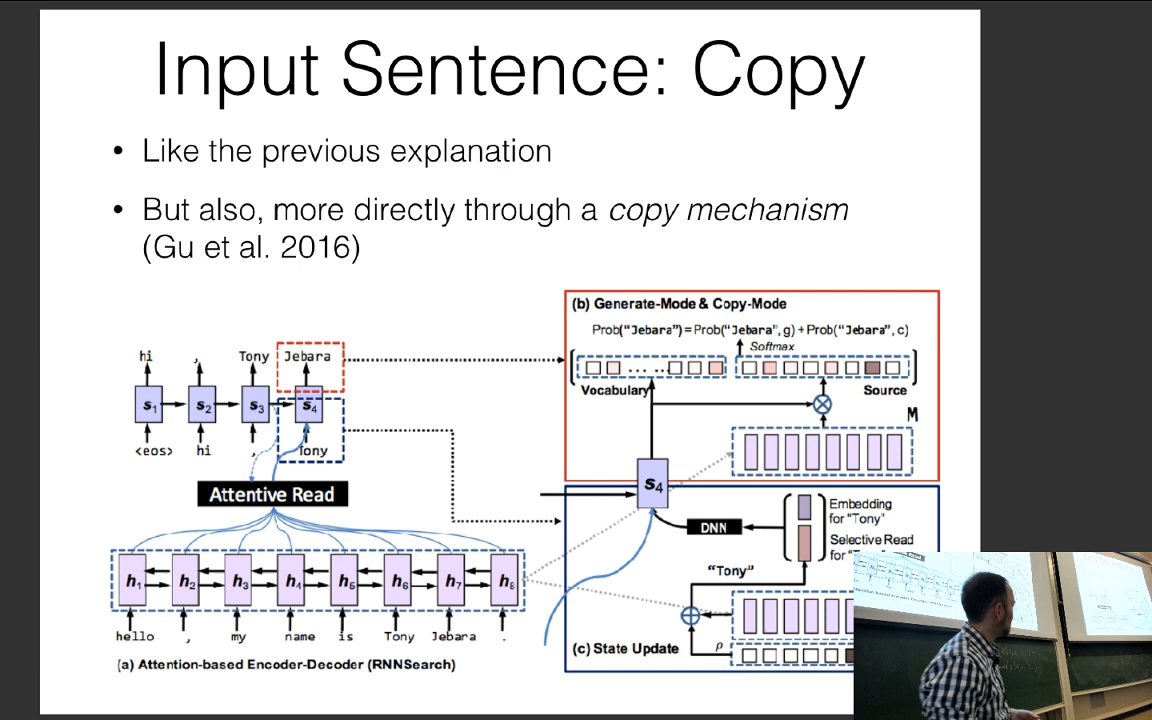 Input Sentence: Copy
• Like the previous explanation
• But also, more directly through a copy mechanism
(Gu et al. 2016)
hi , Tony Jebara
s1 s2 s3 s4
<eos> hi , Tony
Attentive Read
h1 h2 h3 h4 h5 h6 h7 h8
hello , my name is Tony Jebara .
(a) Attention-based Encoder-Decoder (RNNSearch)
(b) Generate-Mode & Copy-Mode
Prob("Jebara") = Prob("Jebara", g) + Prob("Jebara", c)
Softmax
... ...
Vocabulary Source
M
s4
DNN
Embedding
for "Tony"
Selective Read
for
"Tony"
(c) State Update
ρ